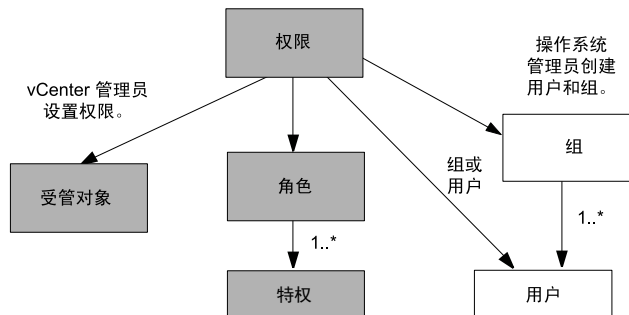 权限
操作系统
管理员创建
用户和组。
vCenter 管理员
设置权限。
组
组或
用户
受管对象
角色
1..*
1..*
特权
用户